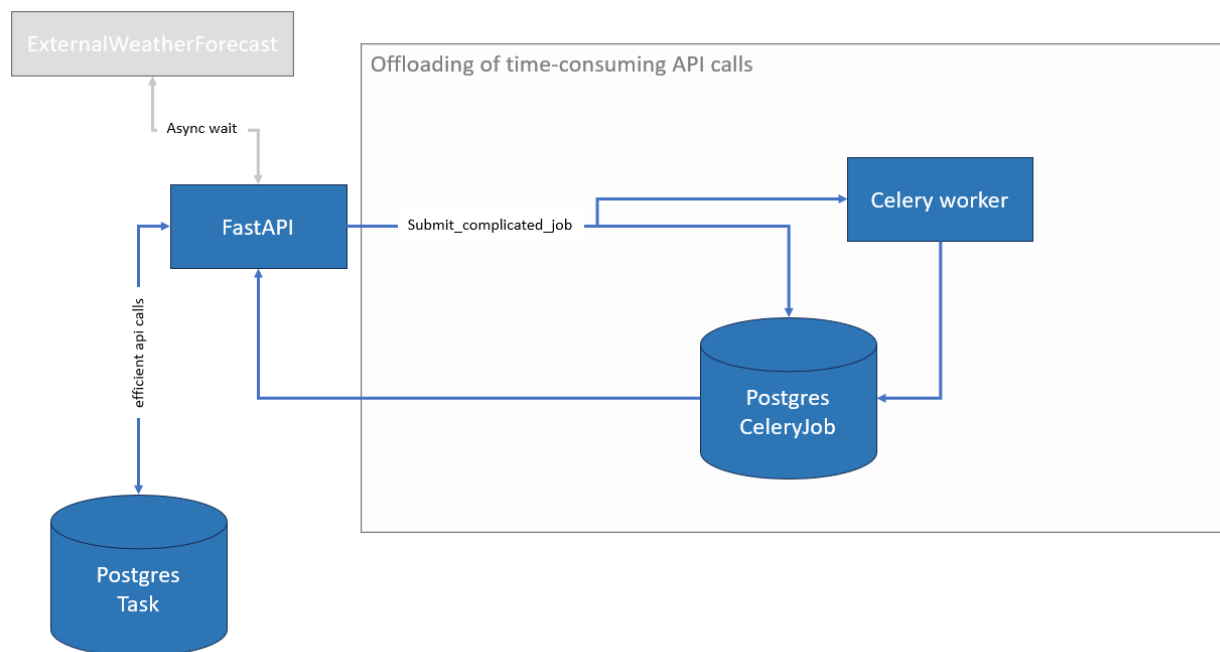 ExternalWeatherForecast
Offloading of time-consuming API calls
Async wait
Celery worker
FastAPI
Submit_complicated_job
efficient api calls
Postgres
CeleryJob
Postgres
Task